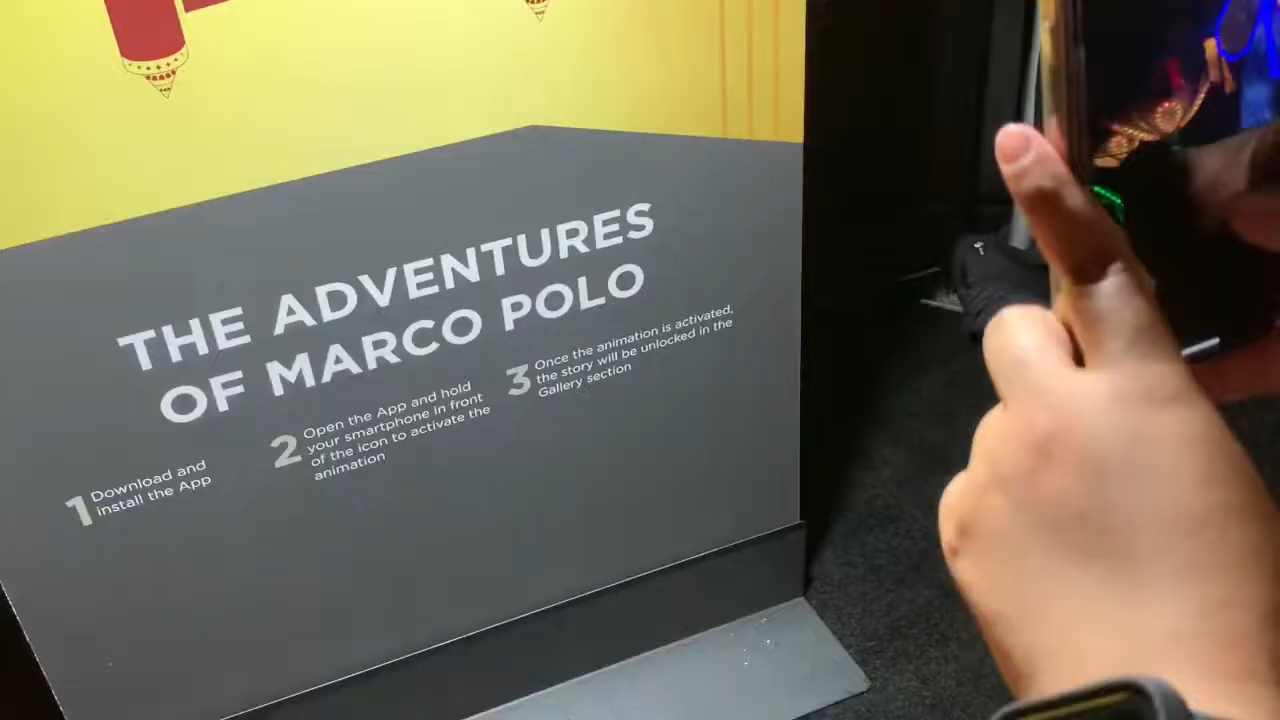 THE ADVENTURES
OF MARCO POLO
1 Download and
install the App
2 Open the App and hold
your smartphone in front
of the icon to activate the
animation
3 Once the animation is activated,
the story will be unlocked in the
Gallery section